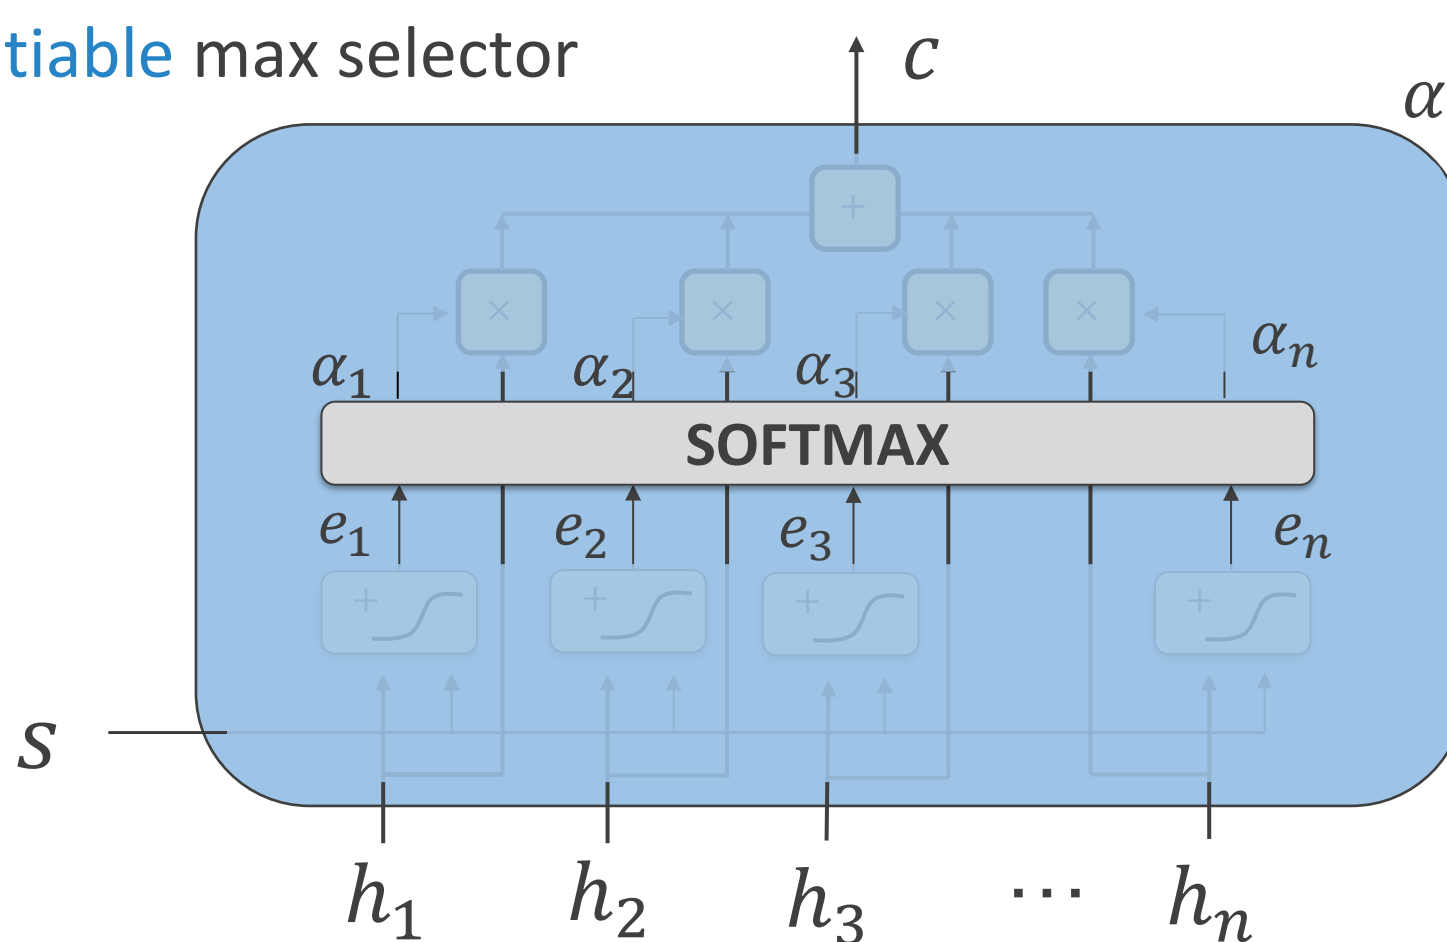 tiable max selector
c
α
+
× × × ×
α₁ α₂ α₃ αₙ
SOFTMAX
e₁ e₂ e₃ eₙ
+ + + +
s
h₁ h₂ h₃ ⋯ hₙ